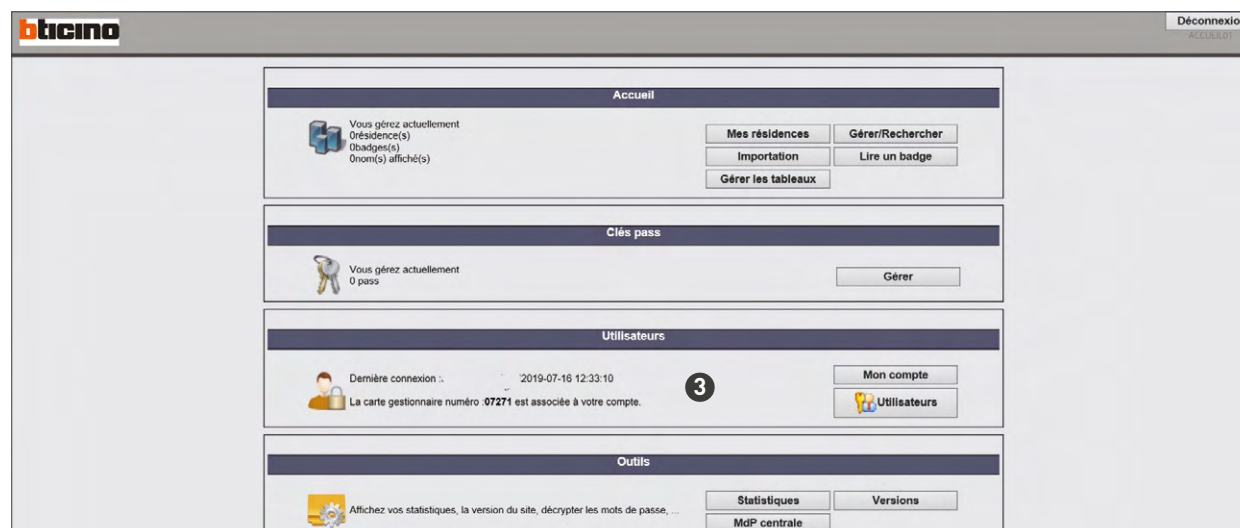 bticino
Déconnexio
ACCUEIL01
Accueil
Vous gérez actuellement
0résidence(s)
0badges(s)
0nom(s) affiché(s)
Mes résidences
Gérer/Rechercher
Importation
Lire un badge
Gérer les tableaux
Clés pass
Vous gérez actuellement
0 pass
Gérer
Utilisateurs
Dernière connexion :. 2019-07-16 12:33:10
La carte gestionnaire numéro :07271 est associée à votre compte.
3
Mon compte
Utilisateurs
Outils
Affichez vos statistiques, la version du site, décrypter les mots de passe, ...
Statistiques
Versions
MdP centrale